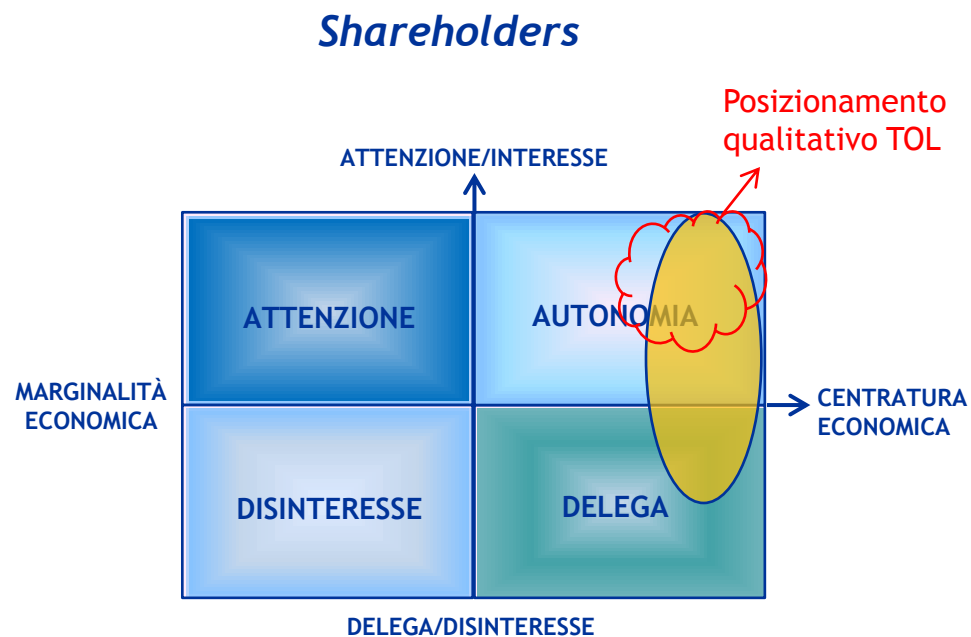 Shareholders
Posizionamento
qualitativo TOL
ATTENZIONE/INTERESSE
ATTENZIONE
AUTONOMIA
MARGINALITÀ
ECONOMICA
CENTRATURA
ECONOMICA
DISINTERESSE
DELEGA
DELEGA/DISINTERESSE